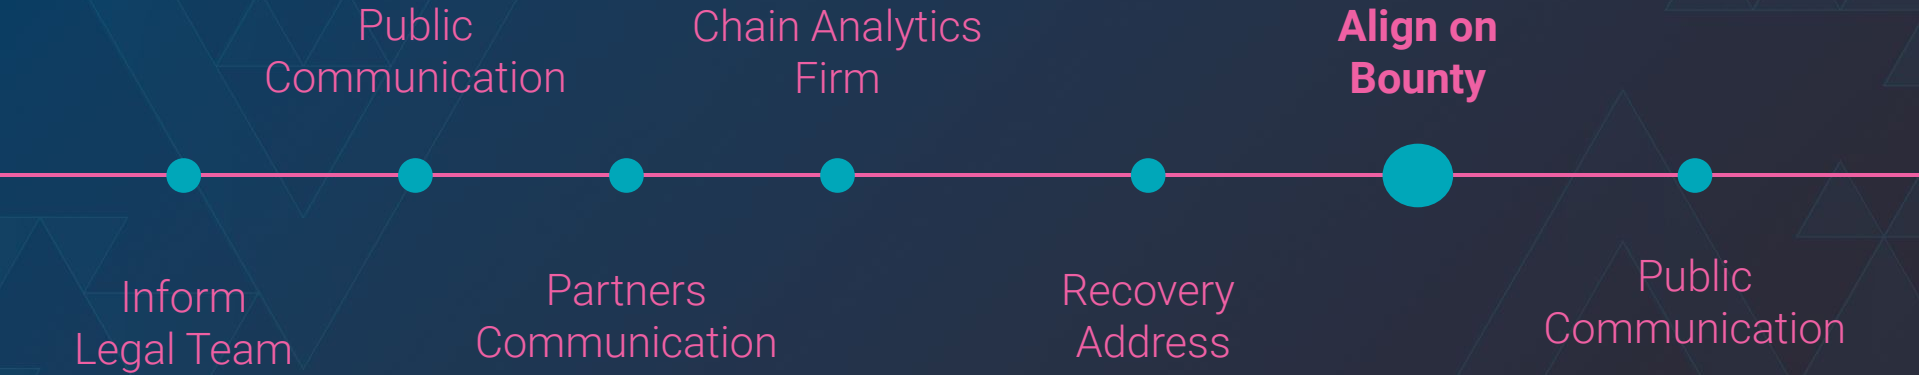 Public
Communication
Chain Analytics
Firm
Align on
Bounty
Inform
Legal Team
Partners
Communication
Recovery
Address
Public
Communication